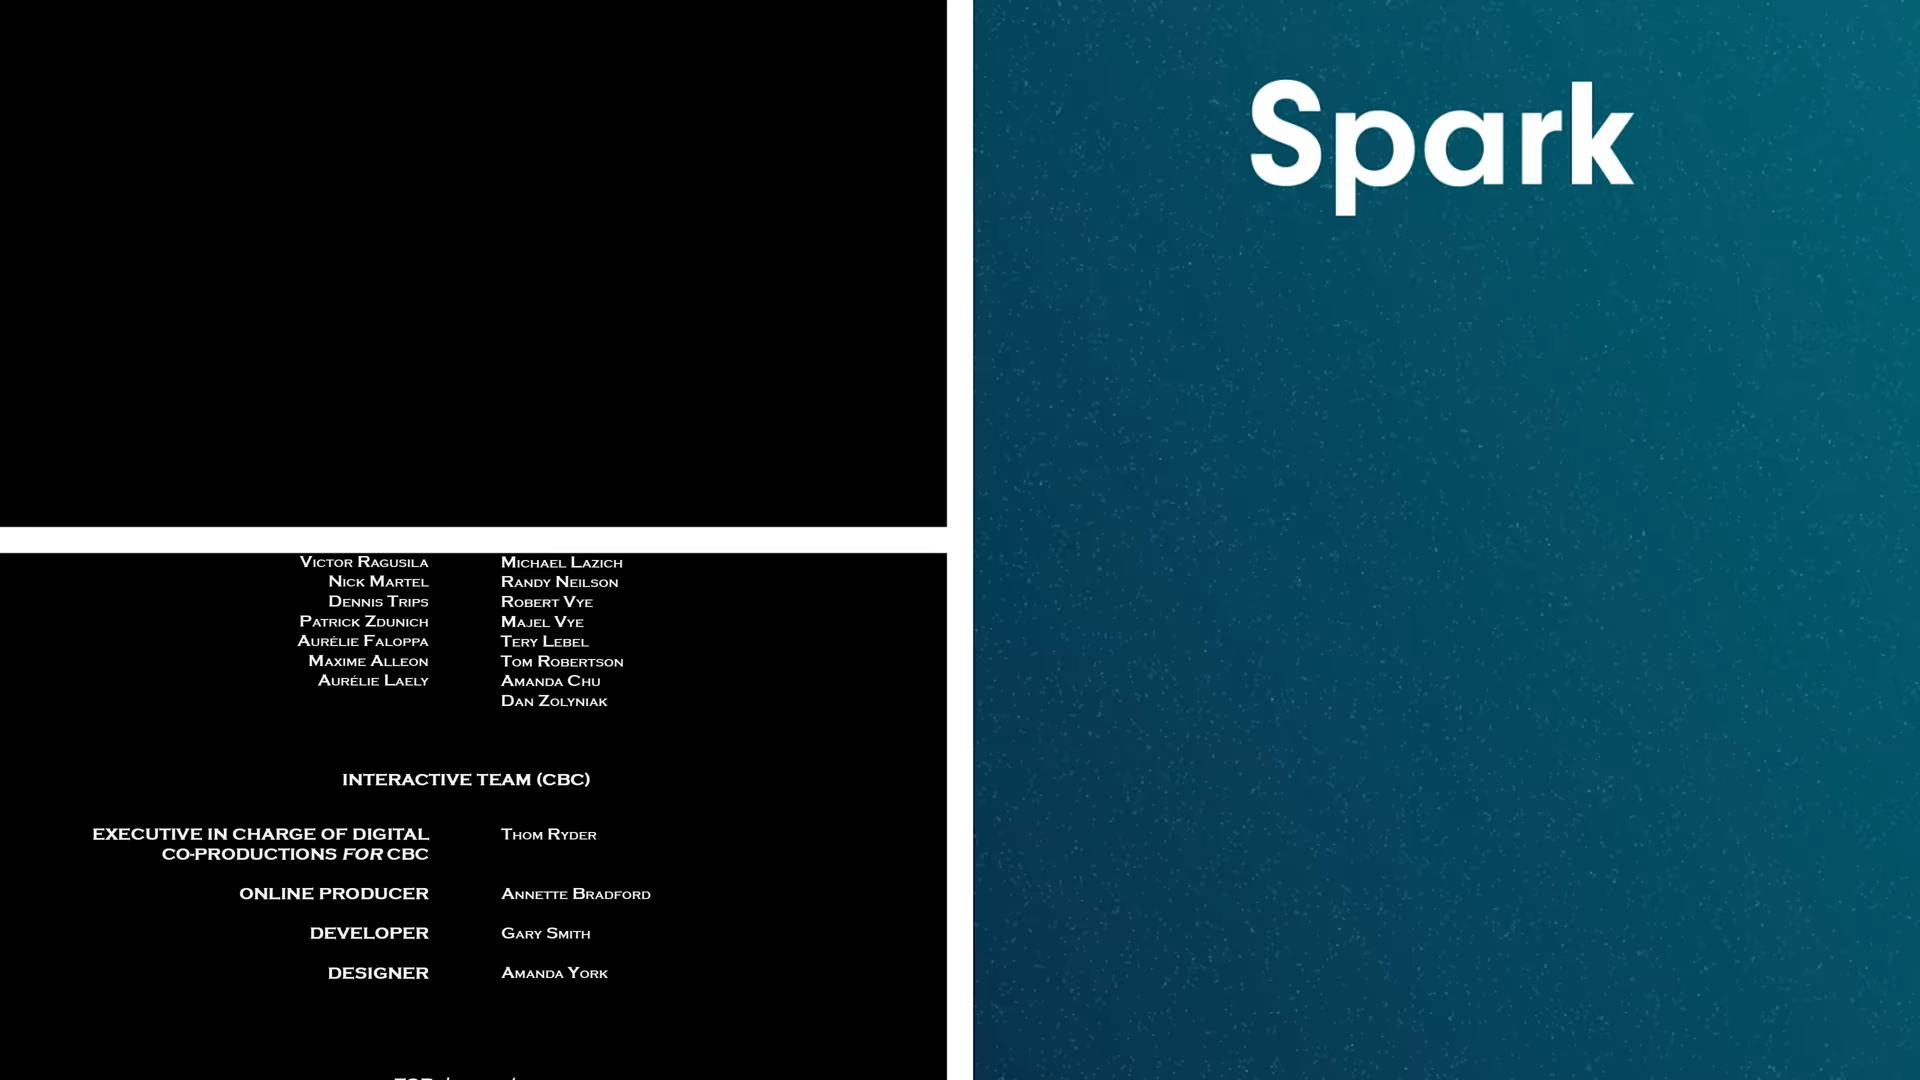 Spark
Victor Ragusila Michael Lazich
Nick Martel Randy Neilson
Dennis Trips Robert Vye
Patrick Zdunich Majel Vye
Aurélie Faloppa Tery Lebel
Maxime Alleon Tom Robertson
Aurélie Laely Amanda Chu
Dan Zolyniak
INTERACTIVE TEAM (CBC)
EXECUTIVE IN CHARGE OF DIGITAL Thom Ryder
CO-PRODUCTIONS FOR CBC
ONLINE PRODUCER Annette Bradford
DEVELOPER Gary Smith
DESIGNER Amanda York